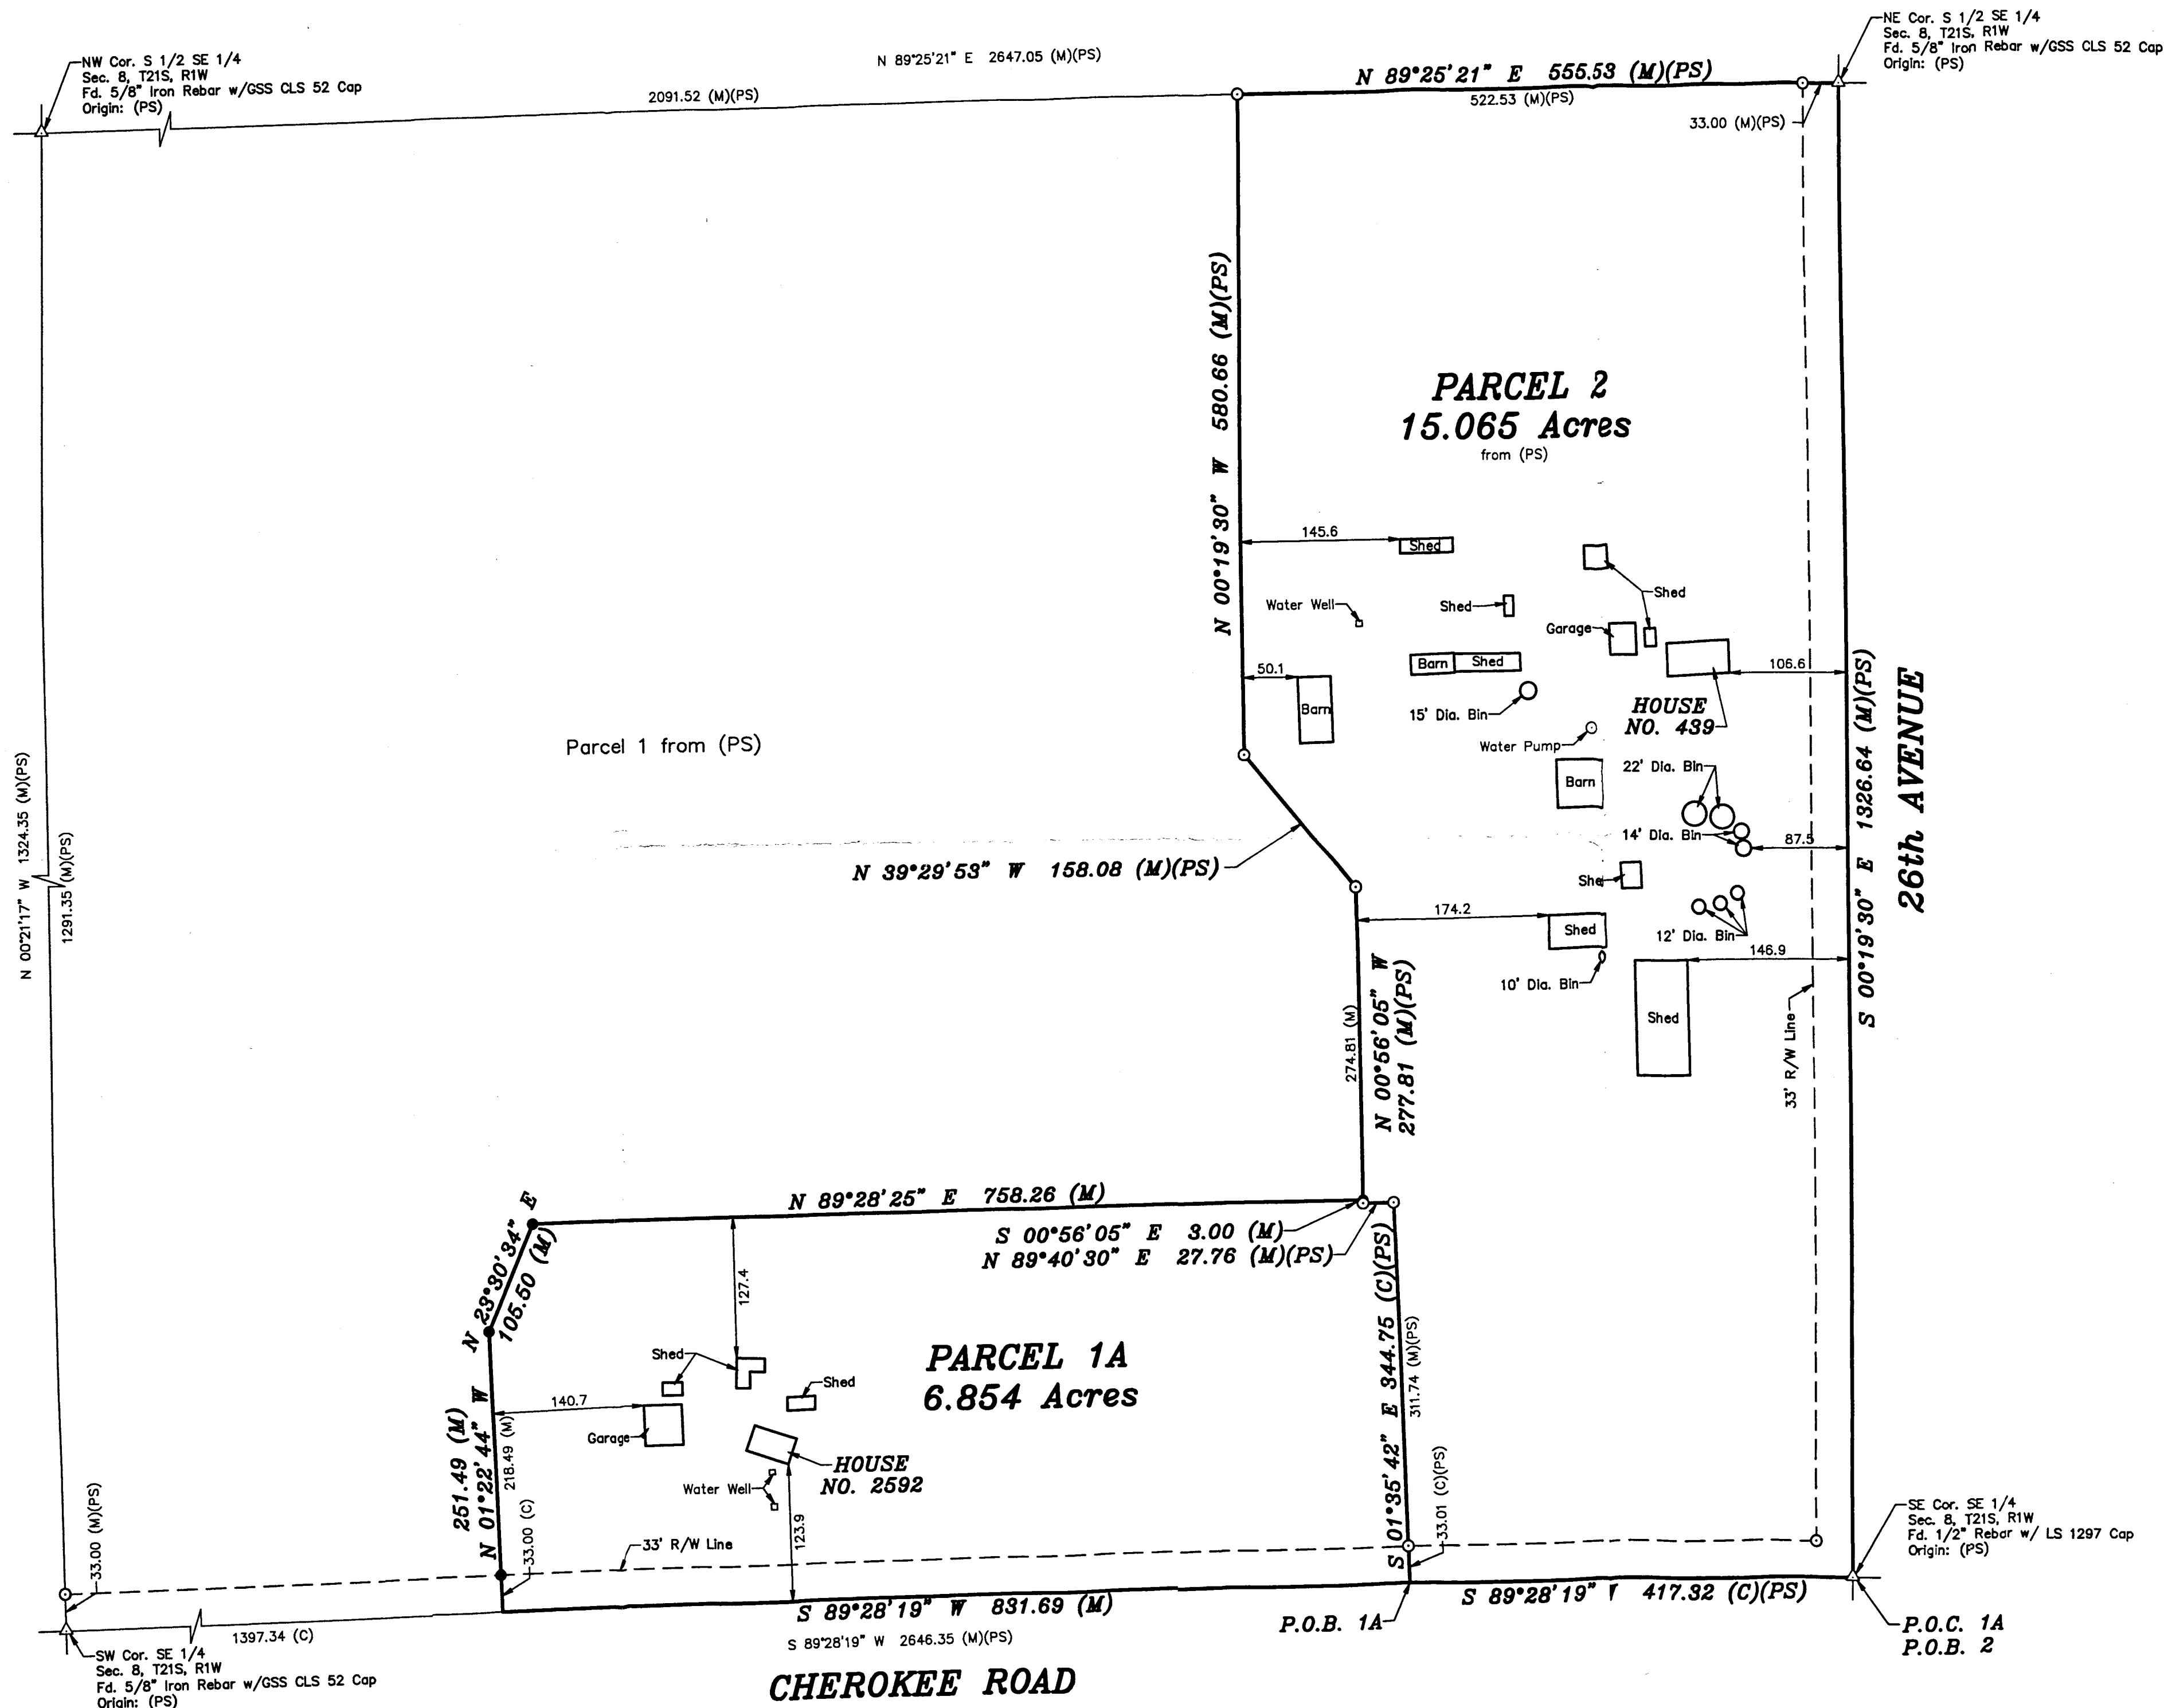 NW Cor. S 1/2 SE 1/4
Sec. 8, T21S, R1W
Fd. 5/8" Iron Rebar w/GSS CLS 52 Cap
Origin: (PS)
N 89°25'21" E 2647.05 (M)(PS)
2091.52 (M)(PS)
N 89°25'21" E 555.53 (M)(PS)
522.53 (M)(PS)
33.00 (M)(PS)
NE Cor. S 1/2 SE 1/4
Sec. 8, T21S, R1W
Fd. 5/8" Iron Rebar w/GSS CLS 52 Cap
Origin: (PS)
N 00°19'30" W 580.66 (M)(PS)
PARCEL 2
15.065 Acres
from (PS)
145.6
Shed
Shed
Water Well
Shed
Garage
Barn
Shed
50.1
Barn
106.6
15' Dia. Bin
HOUSE
NO. 439
Water Pump
Barn
22' Dia. Bin
14' Dia. Bin
87.5
S 00°19'30" E 1326.64 (M)(PS)
26th AVENUE
Parcel 1 from (PS)
N 00°21'17" W 1324.35 (M)(PS)
1291.35 (M)(PS)
N 39°29'53" W 158.08 (M)(PS)
She
174.2
Shed
12' Dia. Bin
146.9
10' Dia. Bin
Shed
33' R/W Line
274.81 (M)
N 00°56'05" W
277.81 (M)(PS)
N 89°28'25" E 758.26 (M)
S 00°56'05" E 3.00 (M)
N 89°40'30" E 27.76 (M)(PS)
N 23°30'34" E
105.50 (M)
127.4
S 01°35'42" E 344.75 (C)(PS)
311.74 (M)(PS)
33.01 (C)(PS)
PARCEL 1A
6.854 Acres
Shed
Shed
140.7
Garage
HOUSE
NO. 2592
Water Well
123.9
251.49 (M)
N 01°22'44" W
218.49 (M)
33.00 (C)
33' R/W Line
33.00 (M)(PS)
SE Cor. SE 1/4
Sec. 8, T21S, R1W
Fd. 1/2" Rebar w/ LS 1297 Cap
Origin: (PS)
S 89°28'19" W 831.69 (M)
S 89°28'19" 417.32 (C)(PS)
P.O.B. 1A
P.O.C. 1A
P.O.B. 2
1397.34 (C)
S 89°28'19" W 2646.35 (M)(PS)
SW Cor. SE 1/4
Sec. 8, T21S, R1W
Fd. 5/8" Iron Rebar w/GSS CLS 52 Cap
Origin: (PS)
CHEROKEE ROAD